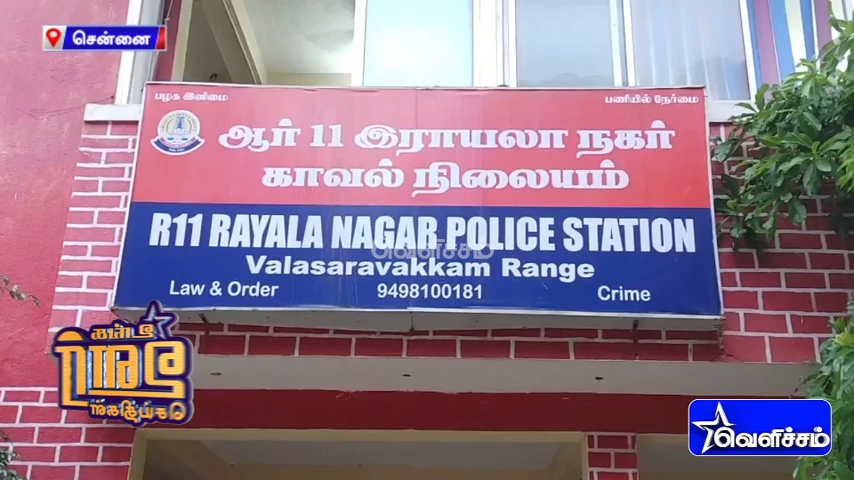 சென்னை
பழக இனிமை
பணியில் நேர்மை
ஆர் 11 இராயலா நகர்
காவல் நிலையம்
R11 RAYALA NAGAR POLICE STATION
வெளிச்சம்
Valasaravakkam Range
Law & Order 9498100181 Crime
வெளிச்சம்